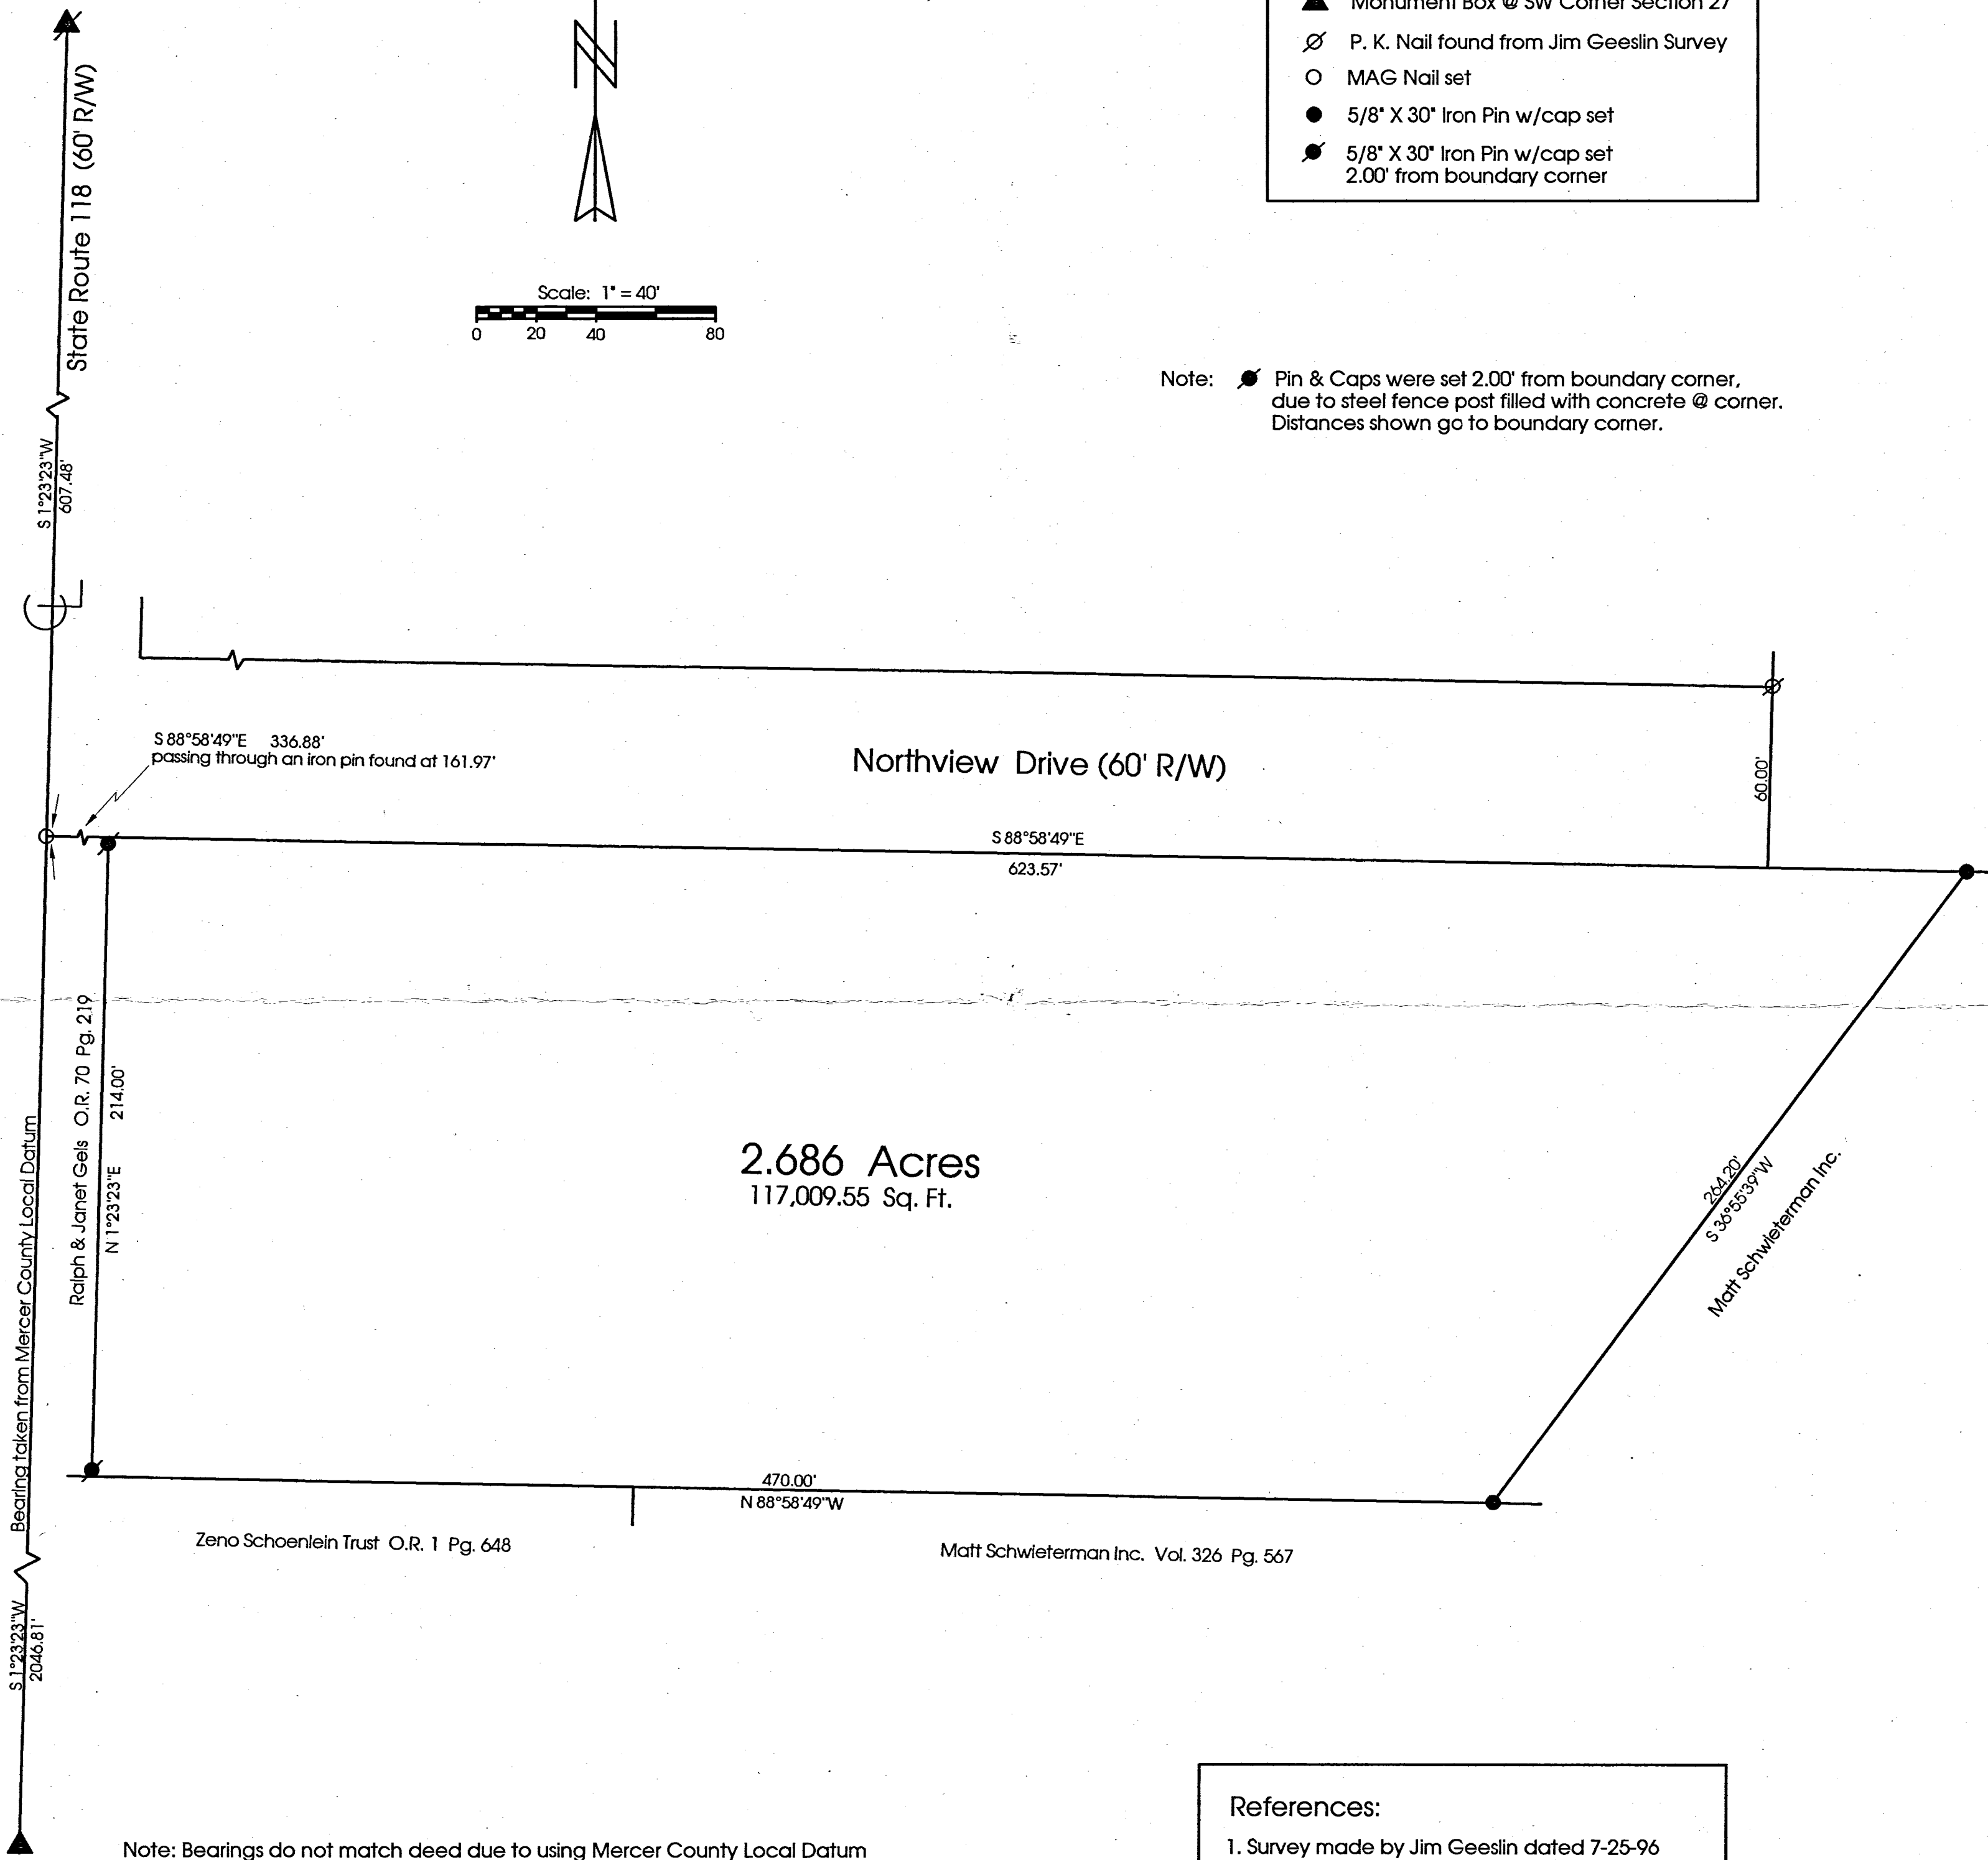 Monument Box @ SW Corner Section 27
P. K. Nail found from Jim Geeslin Survey
MAG Nail set
5/8" X 30" Iron Pin w/cap set
5/8" X 30" Iron Pin w/cap set
2.00' from boundary corner
N
State Route 118 (60' R/W)
Scale: 1" = 40'
0 20 40 80
Note: Pin & Caps were set 2.00' from boundary corner,
due to steel fence post filled with concrete @ corner.
Distances shown go to boundary corner.
S 1°23'23"W
607.48'
S 88°58'49"E 336.88'
passing through an iron pin found at 161.97'
Northview Drive (60' R/W)
60.00'
S 88°58'49"E
623.57'
Ralph & Janet Gels O.R. 70 Pg. 219
N 1°23'23"E 214.00'
Bearing taken from Mercer County Local Datum
2.686 Acres
117,009.55 Sq. Ft.
264.20'
S 36°55'39"W
Matt Schwieterman Inc.
470.00'
N 88°58'49"W
Zeno Schoenlein Trust O.R. 1 Pg. 648
Matt Schwieterman Inc. Vol. 326 Pg. 567
S 1°23'23"W
2046.81'
References:
1. Survey made by Jim Geeslin dated 7-25-96
Note: Bearings do not match deed due to using Mercer County Local Datum